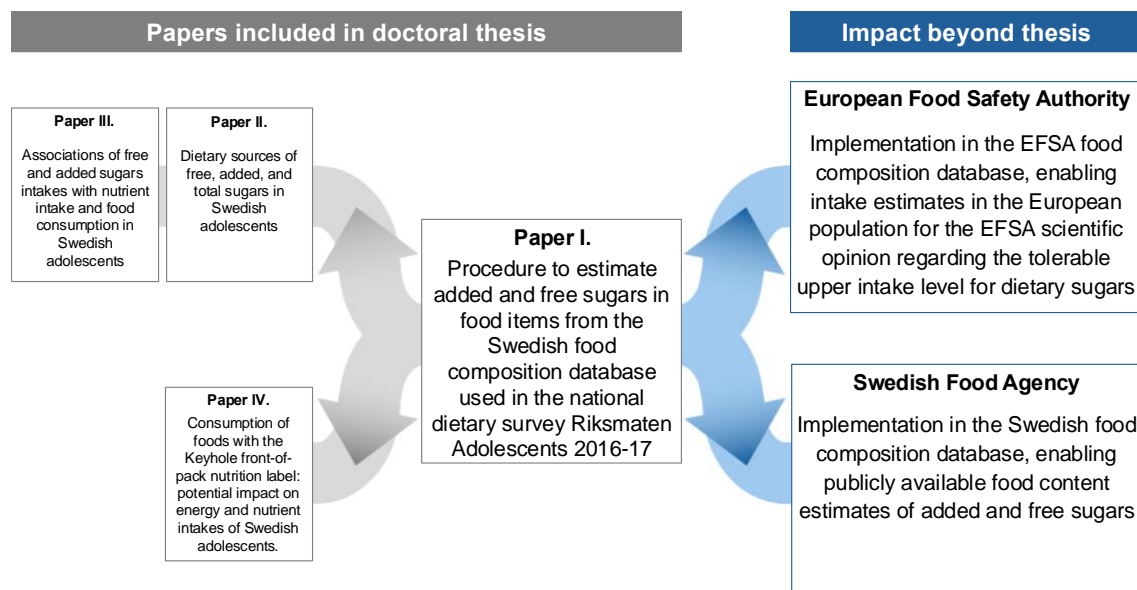 Papers included in doctoral thesis
Impact beyond thesis
Paper III.
Associations of free
and added sugars
intakes with nutrient
intake and food
consumption in
Swedish
adolescents
Paper II.
Dietary sources of
free, added, and
total sugars in
Swedish
adolescents
Paper IV.
Consumption of
foods with the
Keyhole front-of-
pack nutrition label:
potential impact on
energy and nutrient
intakes of Swedish
adolescents.
Paper I.
Procedure to estimate
added and free sugars in
food items from the
Swedish food
composition database
used in the national
dietary survey Riksmaten
Adolescents 2016-17
European Food Safety Authority
Implementation in the EFSA food
composition database, enabling
intake estimates in the European
population for the EFSA scientific
opinion regarding the tolerable
upper intake level for dietary sugars
Swedish Food Agency
Implementation in the Swedish food
composition database, enabling
publicly available food content
estimates of added and free sugars